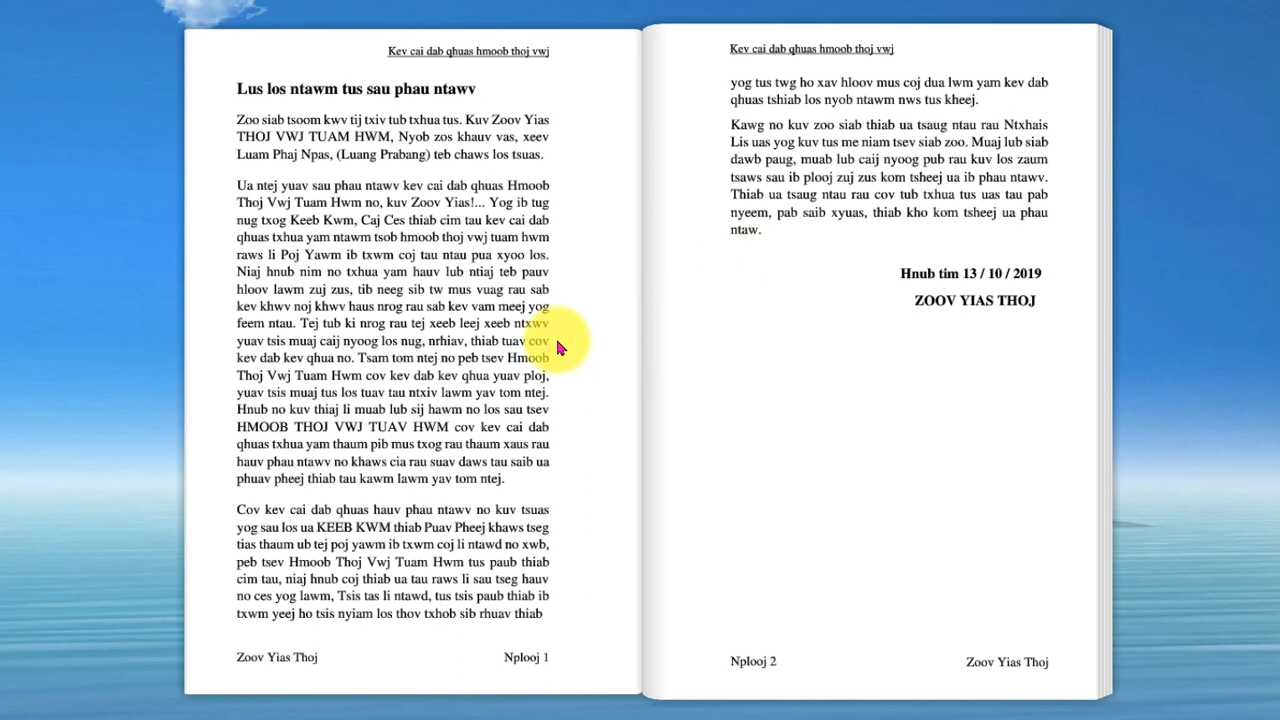 Kev cai dab qhuas hmoob thoj vwj
Lus los ntawm tus sau phau ntawv
Zoo siab tsoom kwv tij txiv tub txhua tus. Kuv Zoov Yias
THOJ VWJ TUAM HWM, Nyob zos khauv vas, xeev
Luam Phaj Npas, (Luang Prabang) teb chaws los tsuas.
Ua ntej yuav sau phau ntawv kev cai dab qhuas Hmoob
Thoj Vwj Tuam Hwm no, kuv Zoov Yias!... Yog ib tug
nug txog Keeb Kwm, Caj Ces thiab cim tau kev cai dab
qhuas txhua yam ntawm tsob hmoob thoj vwj tuam hwm
raws li Poj Yawm ib txwm coj tau ntau pua xyoo los.
Niaj hnub nim no txhua yam hauv lub ntiaj teb pauv
hloov lawm zuj zus, tib neeg sib tw mus vuag rau sab
kev khwv noj khwv haus nrog rau sab kev vam meej yog
feem ntau. Tej tub ki nrog rau tej xeeb leej xeeb ntxwv
yuav tsis muaj caij nyoog los nug, nrhiav, thiab tuav cov
kev dab kev qhua no. Tsam tom ntej no peb tsev Hmoob
Thoj Vwj Tuam Hwm cov kev dab kev qhua yuav ploj,
yuav tsis muaj tus los tuav tau ntxiv lawm yav tom ntej.
Hnub no kuv thiaj li muab lub sij hawm no los sau tsev
HMOOB THOJ VWJ TUAV HWM cov kev cai dab
qhuas txhua yam thaum pib mus txog rau thaum xaus rau
hauv phau ntawv no khaws cia rau suav daws tau saib ua
phuav pheej thiab tau kawm lawm yav tom ntej.
Cov kev cai dab qhuas hauv phau ntawv no kuv tsuas
yog sau los ua KEEB KWM thiab Puav Pheej khaws tseg
tias thaum ub tej poj yawm ib txwm coj li ntawd no xwb,
peb tsev Hmoob Thoj Vwj Tuam Hwm tus paub thiab
cim tau, niaj hnub coj thiab ua tau raws li sau tseg hauv
no ces yog lawm, Tsis tas li ntawd, tus tsis paub thiab ib
txwm yeej ho tsis nyiam los thov txhob sib rhuav thiab
Zoov Yias Thoj Nplooj 1
Kev cai dab qhuas hmoob thoj vwj
yog tus twg ho xav hloov mus coj dua lwm yam kev dab
qhuas tshiab los nyob ntawm nws tus kheej.
Kawg no kuv zoo siab thiab ua tsaug ntau rau Ntxhais
Lis uas yog kuv tus me niam tsev siab zoo. Muaj lub siab
dawb paug, muab lub caij nyoog pub rau kuv los zaum
tsaws sau ib plooj zuj zus kom tsheej ua ib phau ntawv.
Thiab ua tsaug ntau rau cov tub txhua tus uas tau pab
nyeem, pab saib xyuas, thiab kho kom tsheej ua phau
ntaw.
Hnub tim 13 / 10 / 2019
ZOOV YIAS THOJ
Nplooj 2 Zoov Yias Thoj